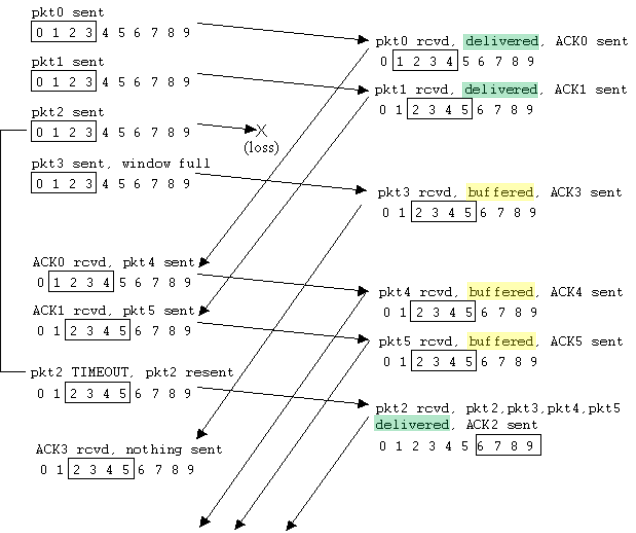 pkt0 sent
0 1 2 3 4 5 6 7 8 9
pkt1 sent
0 1 2 3 4 5 6 7 8 9
pkt2 sent
0 1 2 3 4 5 6 7 8 9
X
(loss)
pkt3 sent, window full
0 1 2 3 4 5 6 7 8 9
ACK0 rcvd, pkt4 sent
0 1 2 3 4 5 6 7 8 9
ACK1 rcvd, pkt5 sent
0 1 2 3 4 5 6 7 8 9
pkt2 TIMEOUT, pkt2 resent
0 1 2 3 4 5 6 7 8 9
ACK3 rcvd, nothing sent
0 1 2 3 4 5 6 7 8 9
pkt0 rcvd, delivered, ACK0 sent
0 1 2 3 4 5 6 7 8 9
pkt1 rcvd, delivered, ACK1 sent
0 1 2 3 4 5 6 7 8 9
pkt3 rcvd, buffered, ACK3 sent
0 1 2 3 4 5 6 7 8 9
pkt4 rcvd, buffered, ACK4 sent
0 1 2 3 4 5 6 7 8 9
pkt5 rcvd, buffered, ACK5 sent
0 1 2 3 4 5 6 7 8 9
pkt2 rcvd, pkt2,pkt3,pkt4,pkt5
delivered, ACK2 sent
0 1 2 3 4 5 6 7 8 9